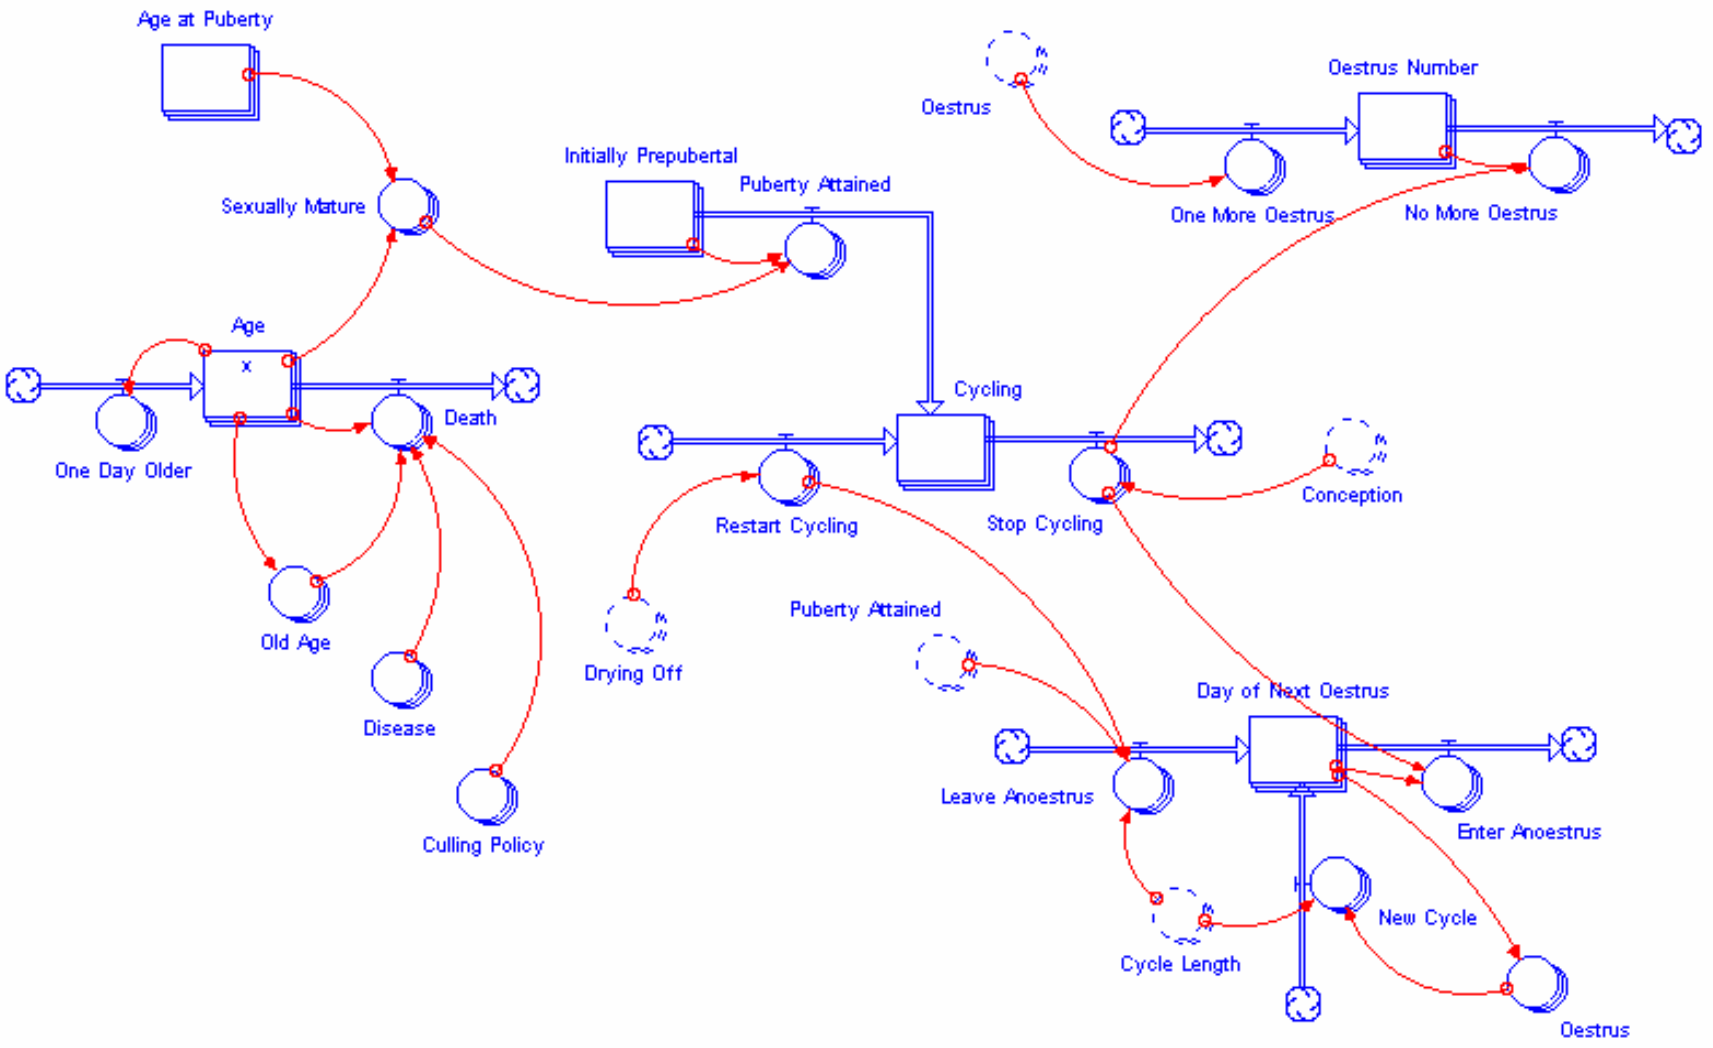 Age at Puberty
Oestrus Number
Oestrus
Initially Prepubertal
Puberty Attained
Sexually Mature
One More Oestrus
No More Oestrus
Age
x
Cycling
Death
One Day Older
Conception
Restart Cycling
Stop Cycling
Puberty Attained
Old Age
Drying Off
Day of Next Oestrus
Disease
Leave Anoestrus
Enter Anoestrus
Culling Policy
New Cycle
Cycle Length
Oestrus